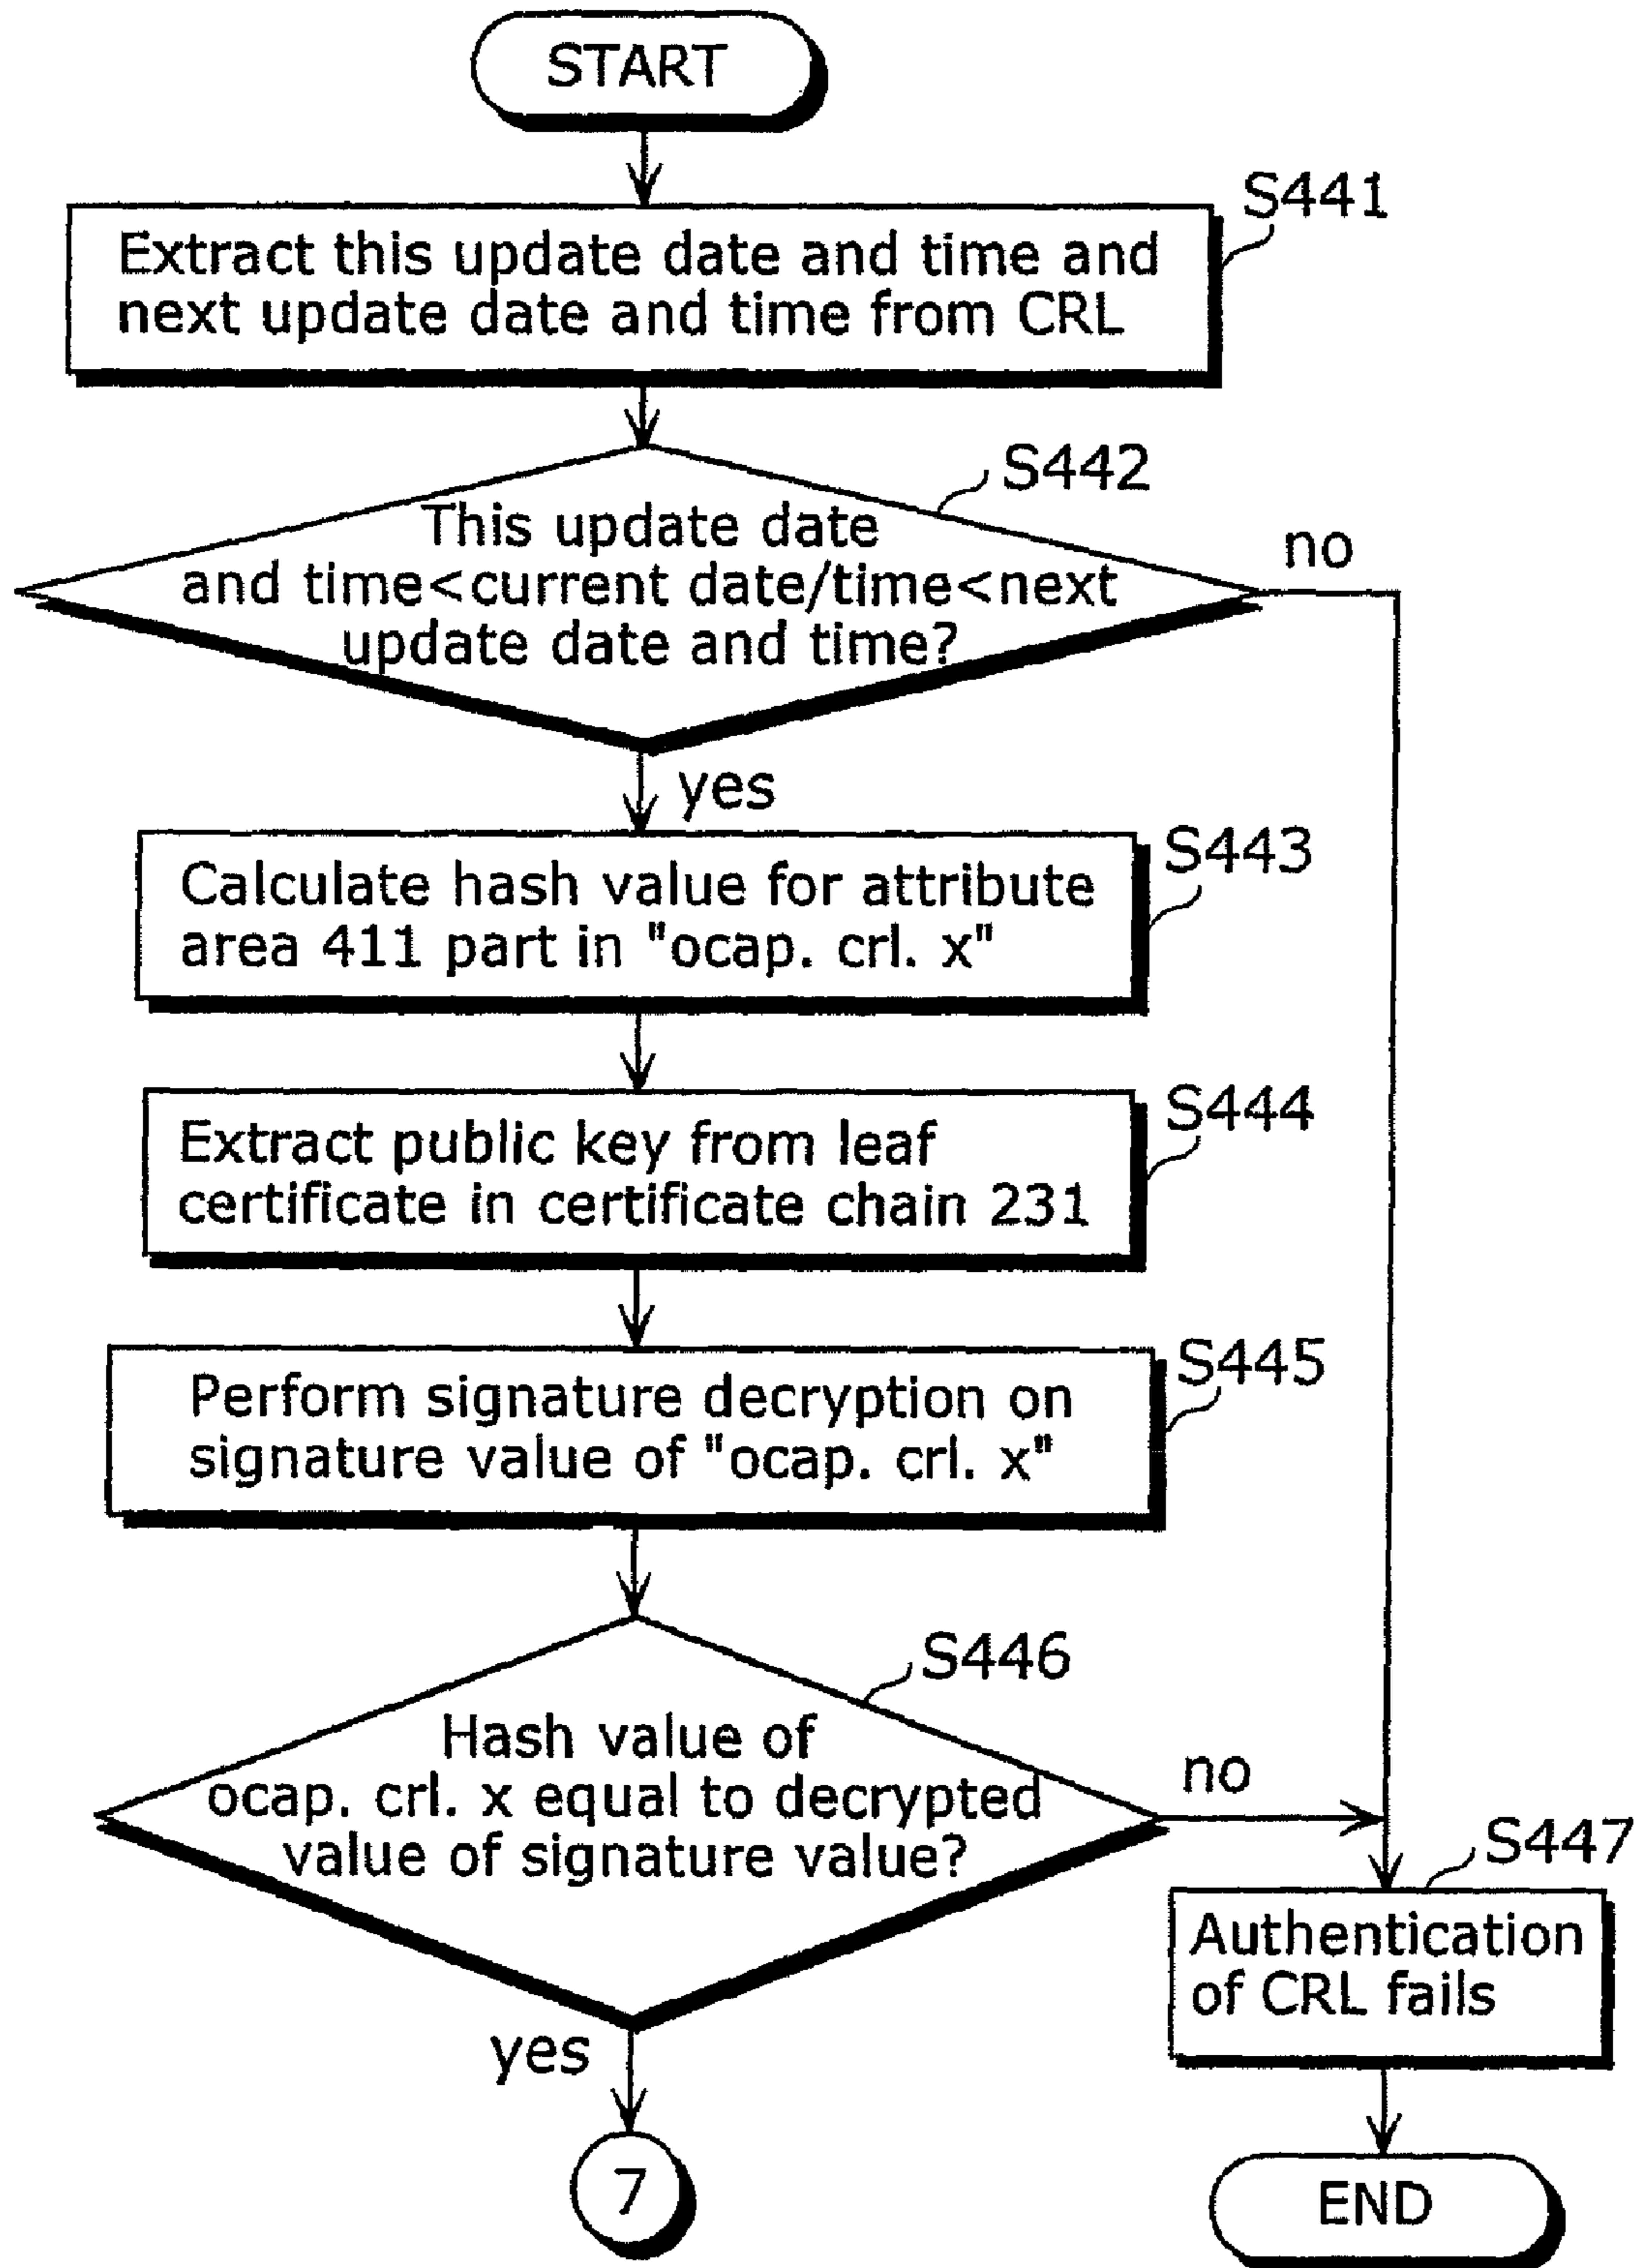 START
S441
Extract this update date and time and
next update date and time from CRL
S442
This update date
and time<current date/time<next
update date and time?
no
yes
S443
Calculate hash value for attribute
area 411 part in "ocap. crl. x"
S444
Extract public key from leaf
certificate in certificate chain 231
S445
Perform signature decryption on
signature value of "ocap. crl. x"
S446
Hash value of
ocap. crl. x equal to decrypted
value of signature value?
no
S447
Authentication
of CRL fails
yes
7
END